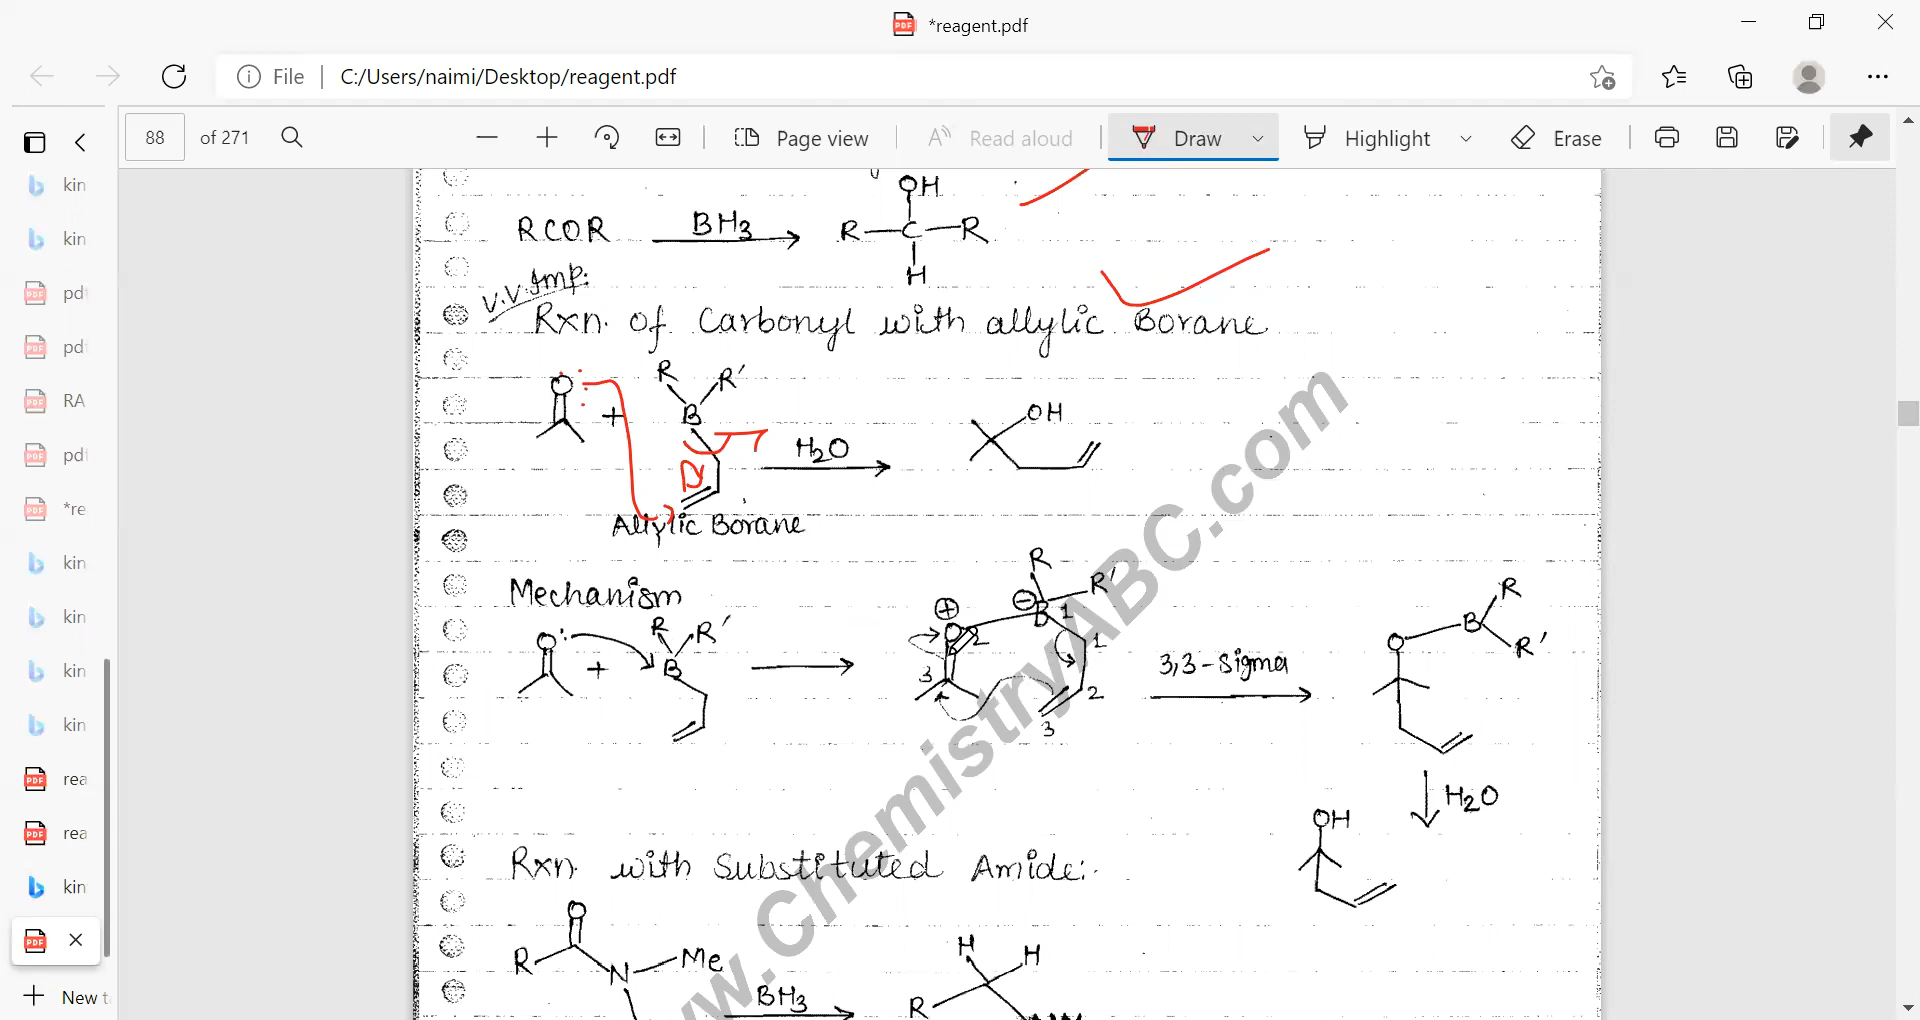 *reagent.pdf
File
C:/Users/naimi/Desktop/reagent.pdf
88 of 271
Page view
Read aloud
Draw
Highlight
Erase
kin
kin
pdf
pdf
RA
pdf
*re
kin
kin
kin
kin
rea
rea
kin
New t
OH
RCOR BH3 R C R
H
V.V. Imp.
Rxn. of Carbonyl with allylic Borane
O + R R' B H2O OH
Allylic Borane
Mechanism
O: + R R' B
⊕ O 2 3 ⊖ B R R' 1 1 2 3
3,3-Sigma
O B R R'
H2O
OH
Rxn. with Substituted Amide:-
O R N Me
BH3
H H R
www.ChemistryABC.com